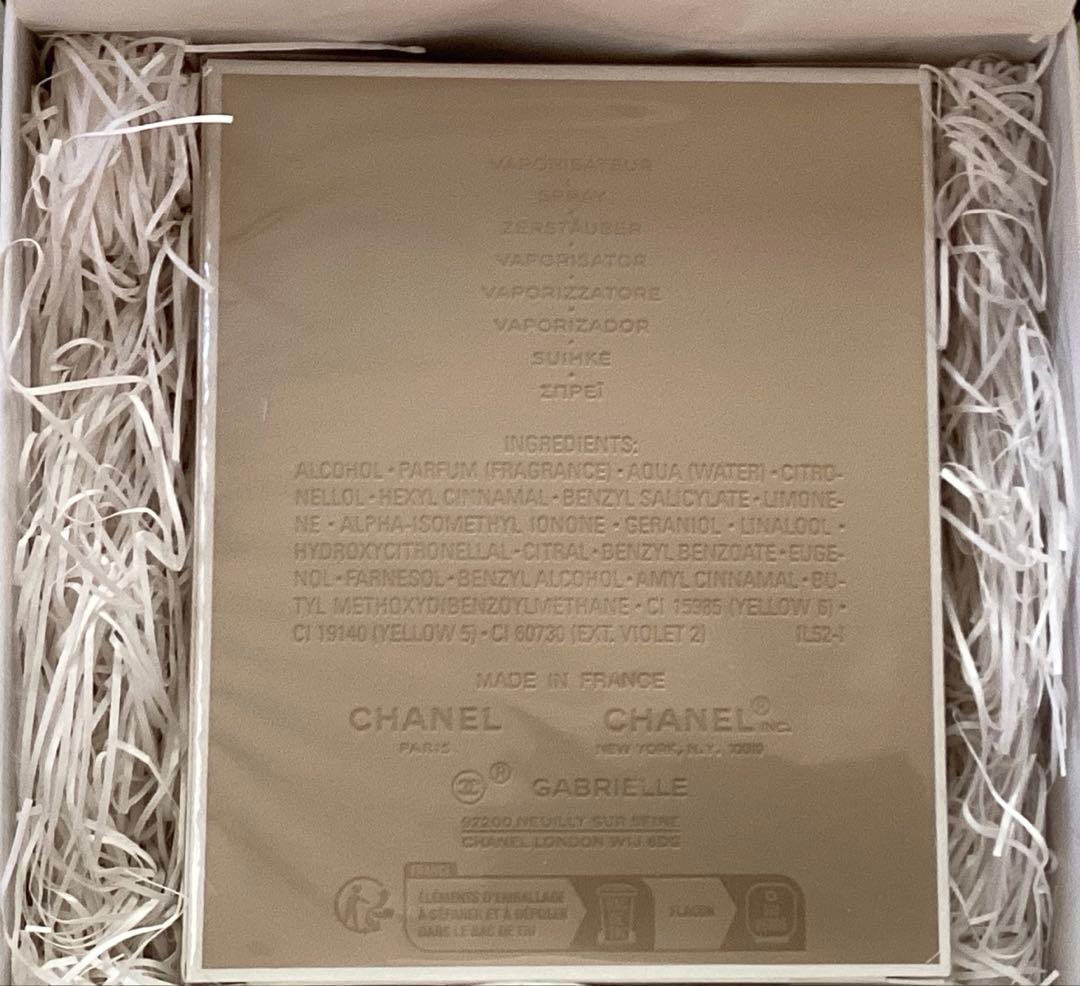 VAPORISATEUR
SPRAY
ZERSTÄUBER
VAPORISATOR
VAPORIZZATORE
VAPORIZADOR
SUIHKE
ΣΠΡΕΪ
INGREDIENTS:
ALCOHOL • PARFUM (FRAGRANCE) • AQUA (WATER) • CITRO-
NELLOL • HEXYL CINNAMAL • BENZYL SALICYLATE • LIMONE-
NE • ALPHA-ISOMETHYL IONONE • GERANIOL • LINALOOL •
HYDROXYCITRONELLAL • CITRAL • BENZYL BENZOATE • EUGE-
NOL • FARNESOL • BENZYL ALCOHOL • AMYL CINNAMAL • BU-
TYL METHOXYDIBENZOYLMETHANE • CI 15985 (YELLOW 6) •
CI 19140 (YELLOW 5) • CI 60730 (EXT. VIOLET 2) IL52-1
MADE IN FRANCE
CHANEL CHANEL® INC.
PARIS NEW YORK, N.Y. 10019
® GABRIELLE
92200 NEUILLY SUR SEINE
CHANEL LONDON W1J 6DG
FRANCE
ÉLÉMENTS D'EMBALLAGE
À SÉPARER ET À DÉPOSER
DANS LE BAC DE TRI
FLACON